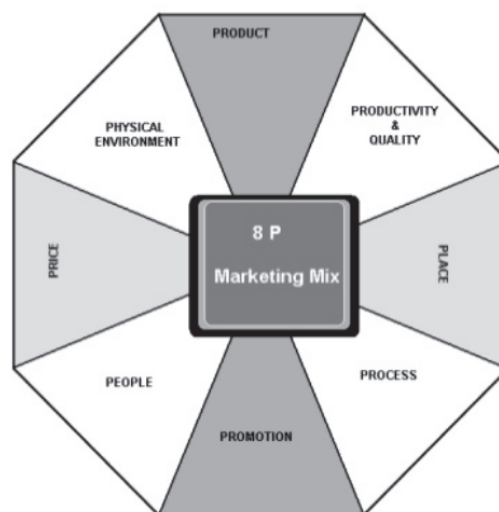 PRODUCT
PHYSICAL
ENVIRONMENT
PRODUCTIVITY
&
QUALITY
PRICE
8 P
Marketing Mix
PLACE
PEOPLE
PROCESS
PROMOTION